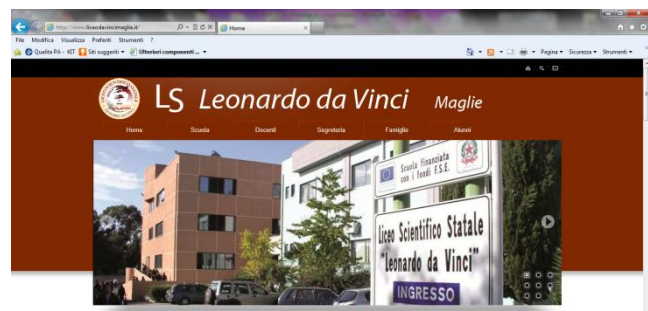 http://www.liceodavincimaglie.it/
Home
File Modifica Visualizza Preferiti Strumenti ?
Qualità PA - KIT Siti suggeriti Ulteriori componenti ...
Pagina Sicurezza Strumenti
LS Leonardo da Vinci Maglie
Home Scuola Docenti Segreteria Famiglie Alunni
Scuola finanziata
con i fondi F.S.E.
Liceo Scientifico Statale
"Leonardo da Vinci"
INGRESSO